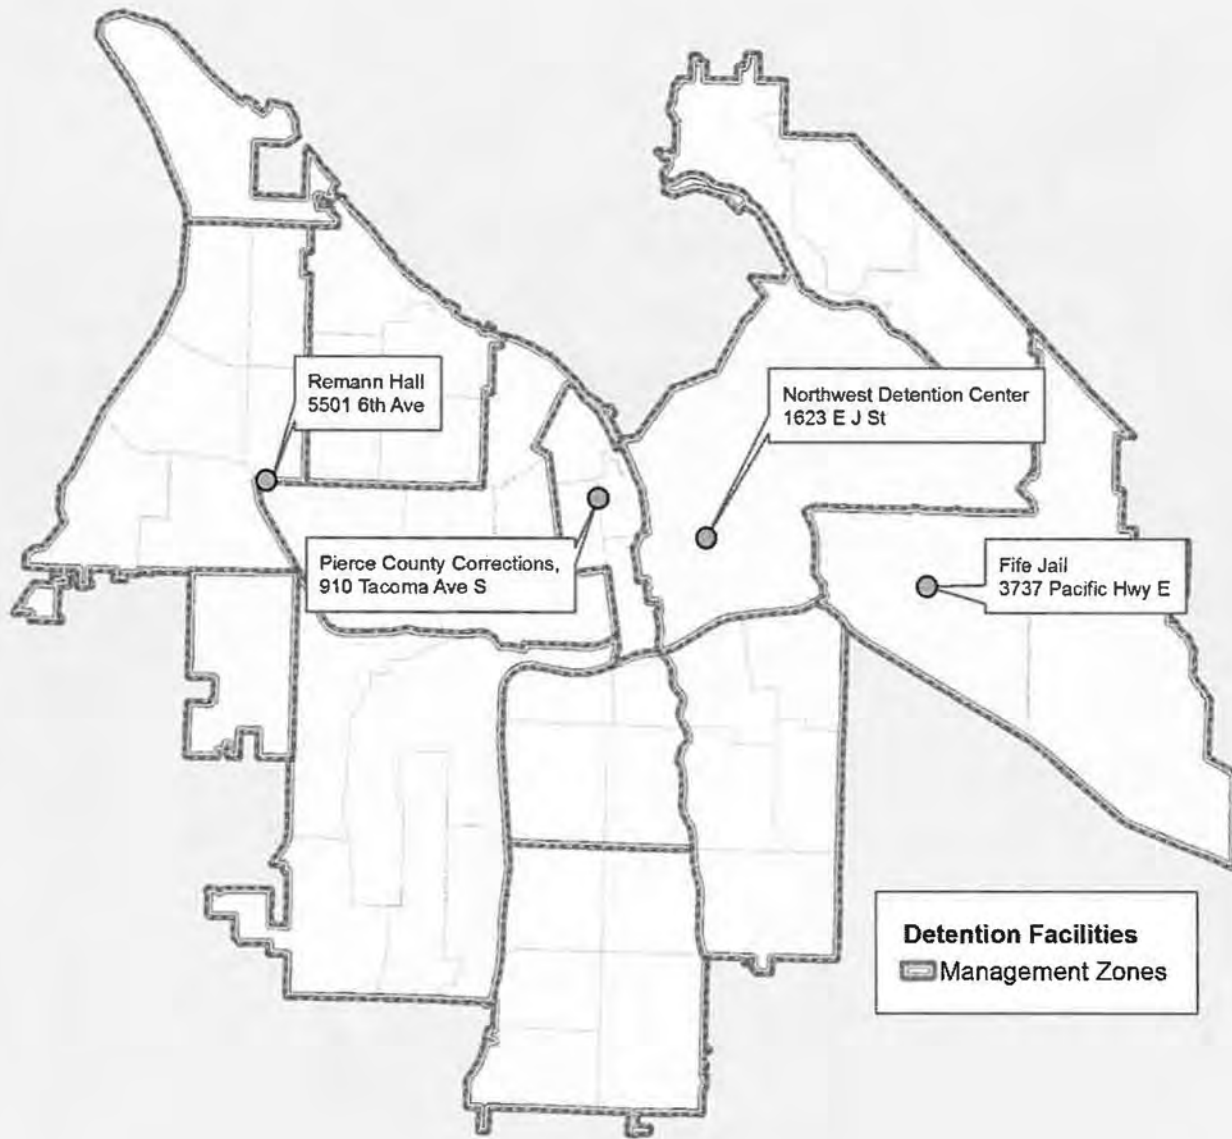 Remann Hall
5501 6th Ave
Northwest Detention Center
1623 E J St
Pierce County Corrections,
910 Tacoma Ave S
Fife Jail
3737 Pacific Hwy E
Detention Facilities
Management Zones